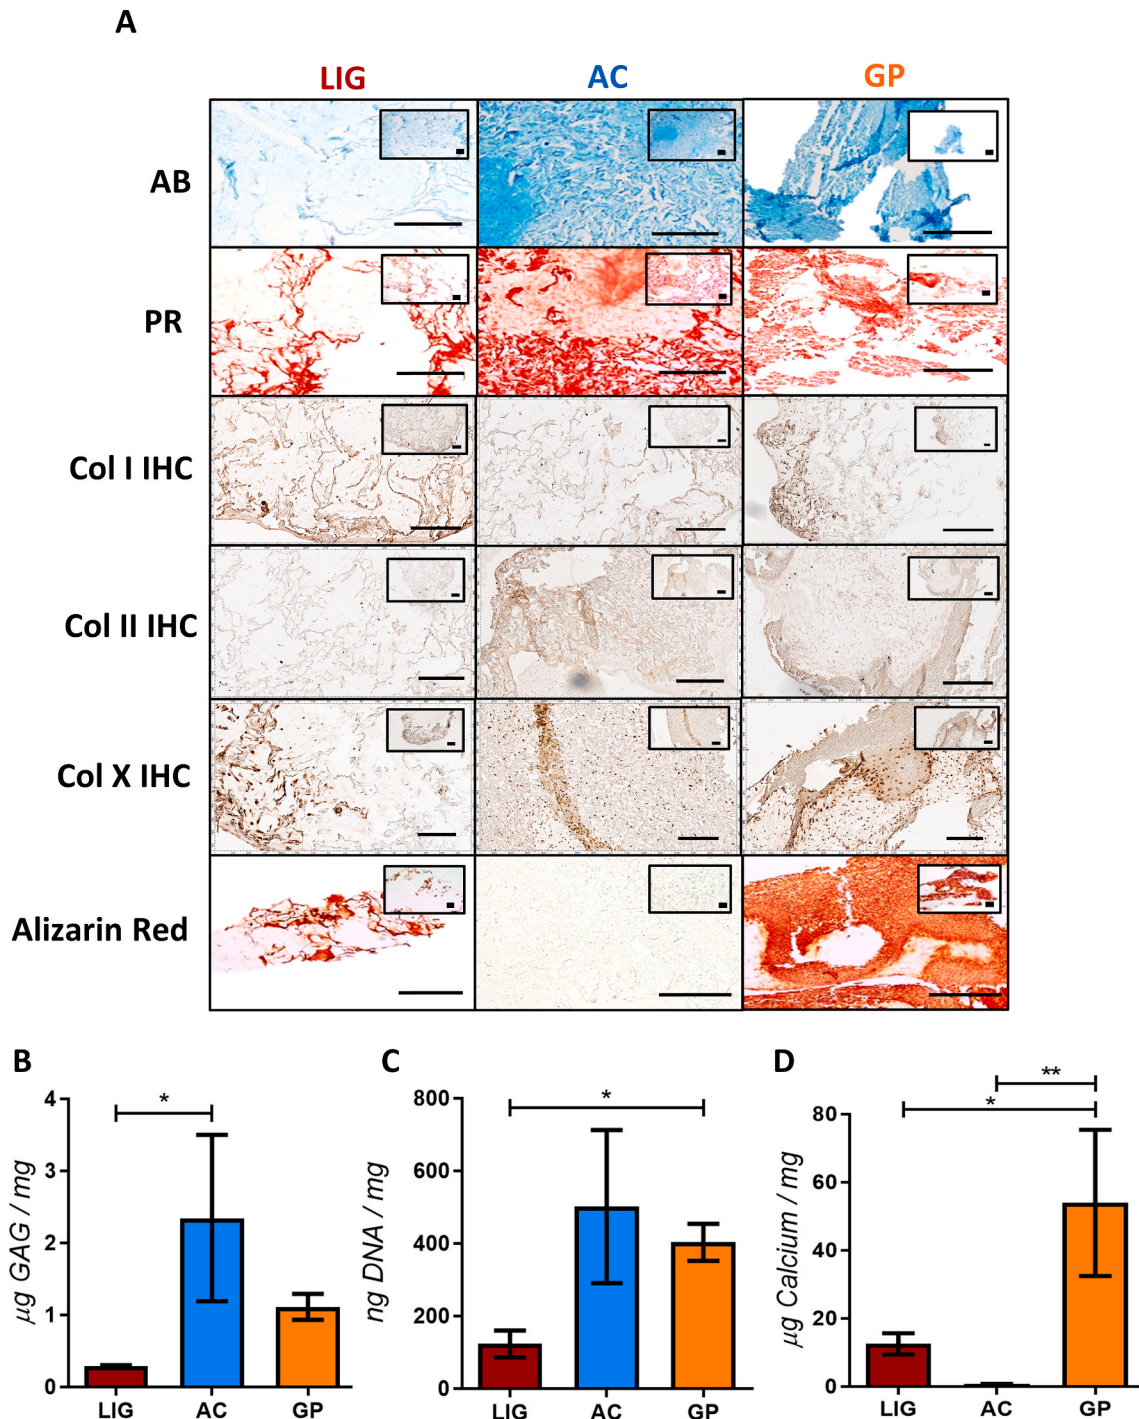 A
LIG AC GP
AB
PR
Col I IHC
Col II IHC
Col X IHC
Alizarin Red
B
µg GAG / mg
4
3
2
1
0
*
LIG AC GP
C
ng DNA / mg
800
600
400
200
0
*
LIG AC GP
D
µg Calcium / mg
80
60
40
20
0
**
*
LIG AC GP